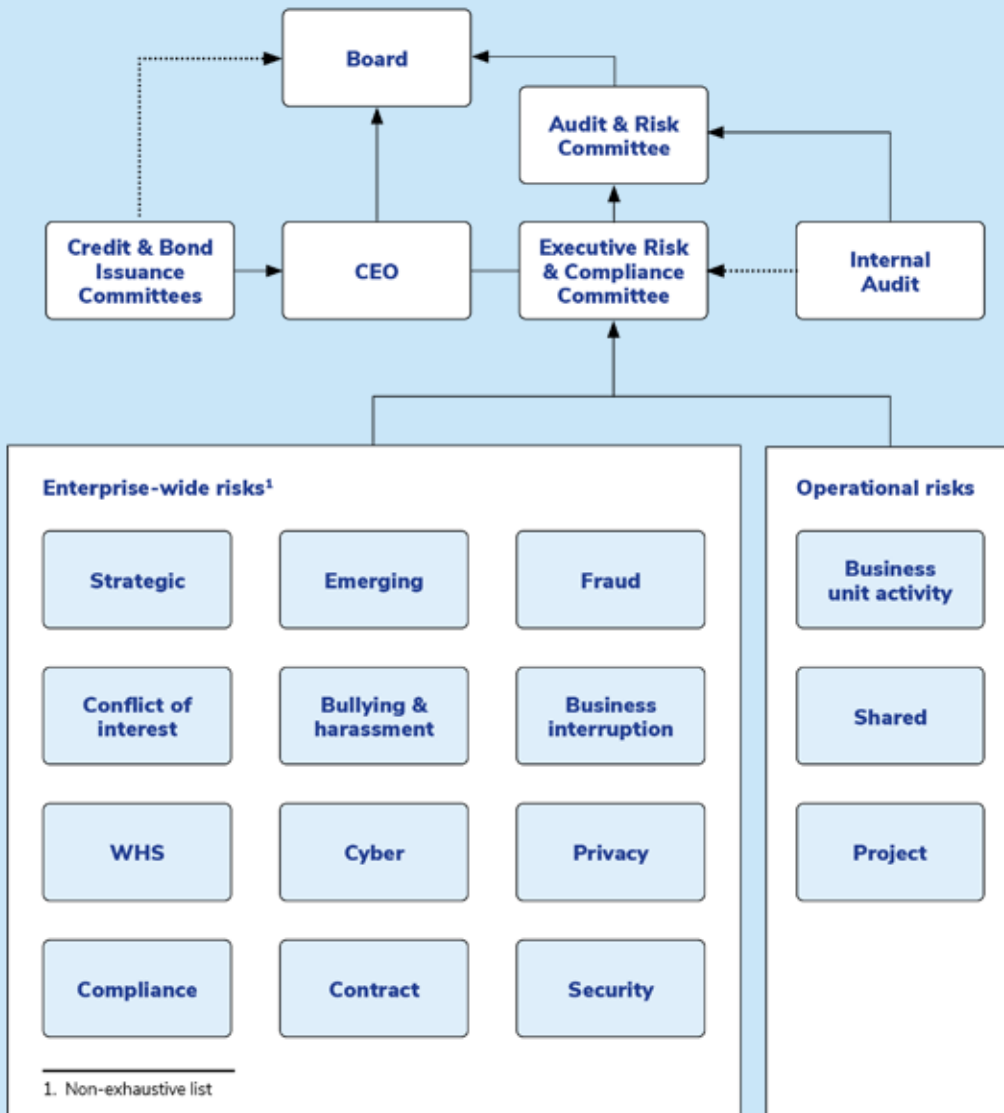 Board
Audit & Risk
Committee
Credit & Bond
Issuance
Committees
CEO
Executive Risk
& Compliance
Committee
Internal
Audit
Enterprise-wide risks¹
Strategic
Emerging
Fraud
Conflict of
interest
Bullying &
harassment
Business
interruption
WHS
Cyber
Privacy
Compliance
Contract
Security
1. Non-exhaustive list
Operational risks
Business
unit activity
Shared
Project